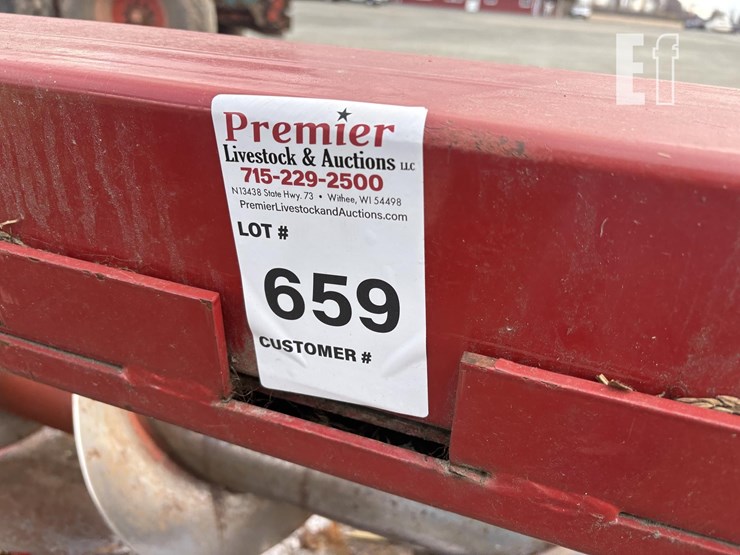 Ef
Premier
Livestock & Auctions LLC
715-229-2500
N13438 State Hwy. 73 • Withee, WI 54498
PremierLivestockandAuctions.com
LOT #
659
CUSTOMER #